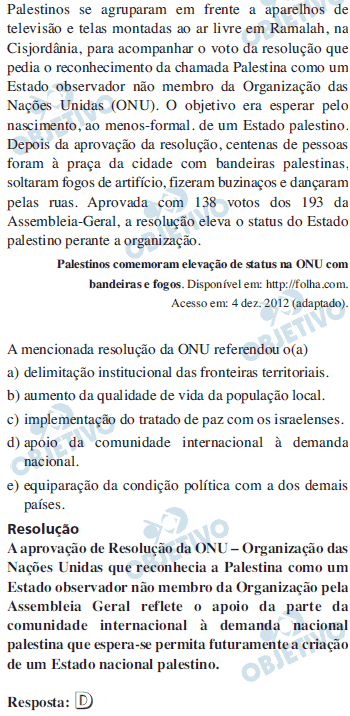 Palestinos se agruparam em frente a aparelhos de
televisão e telas montadas ao ar livre em Ramalah, na
Cisjordânia, para acompanhar o voto da resolução que
pedia o reconhecimento da chamada Palestina como um
Estado observador não membro da Organização das
Nações Unidas (ONU). O objetivo era esperar pelo
nascimento, ao menos-formal. de um Estado palestino.
Depois da aprovação da resolução, centenas de pessoas
foram à praça da cidade com bandeiras palestinas,
soltaram fogos de artifício, fizeram buzinaços e dançaram
pelas ruas. Aprovada com 138 votos dos 193 da
Assembleia-Geral, a resolução eleva o status do Estado
palestino perante a organização.
Palestinos comemoram elevação de status na ONU com
bandeiras e fogos. Disponível em: http://folha.com.
Acesso em: 4 dez. 2012 (adaptado).
A mencionada resolução da ONU referendou o(a)
a) delimitação institucional das fronteiras territoriais.
b) aumento da qualidade de vida da população local.
c) implementação do tratado de paz com os israelenses.
d) apoio da comunidade internacional à demanda
nacional.
e) equiparação da condição política com a dos demais
países.
Resolução
A aprovação de Resolução da ONU – Organização das
Nações Unidas que reconhecia a Palestina como um
Estado observador não membro da Organização pela
Assembleia Geral reflete o apoio da parte da
comunidade internacional à demanda nacional
palestina que espera-se permita futuramente a criação
de um Estado nacional palestino.
Resposta: D
OBJETIVO
OBJETIVO
OBJETIVO
OBJETIVO
OBJETIVO
OBJETIVO
OBJETIVO
OBJETIVO